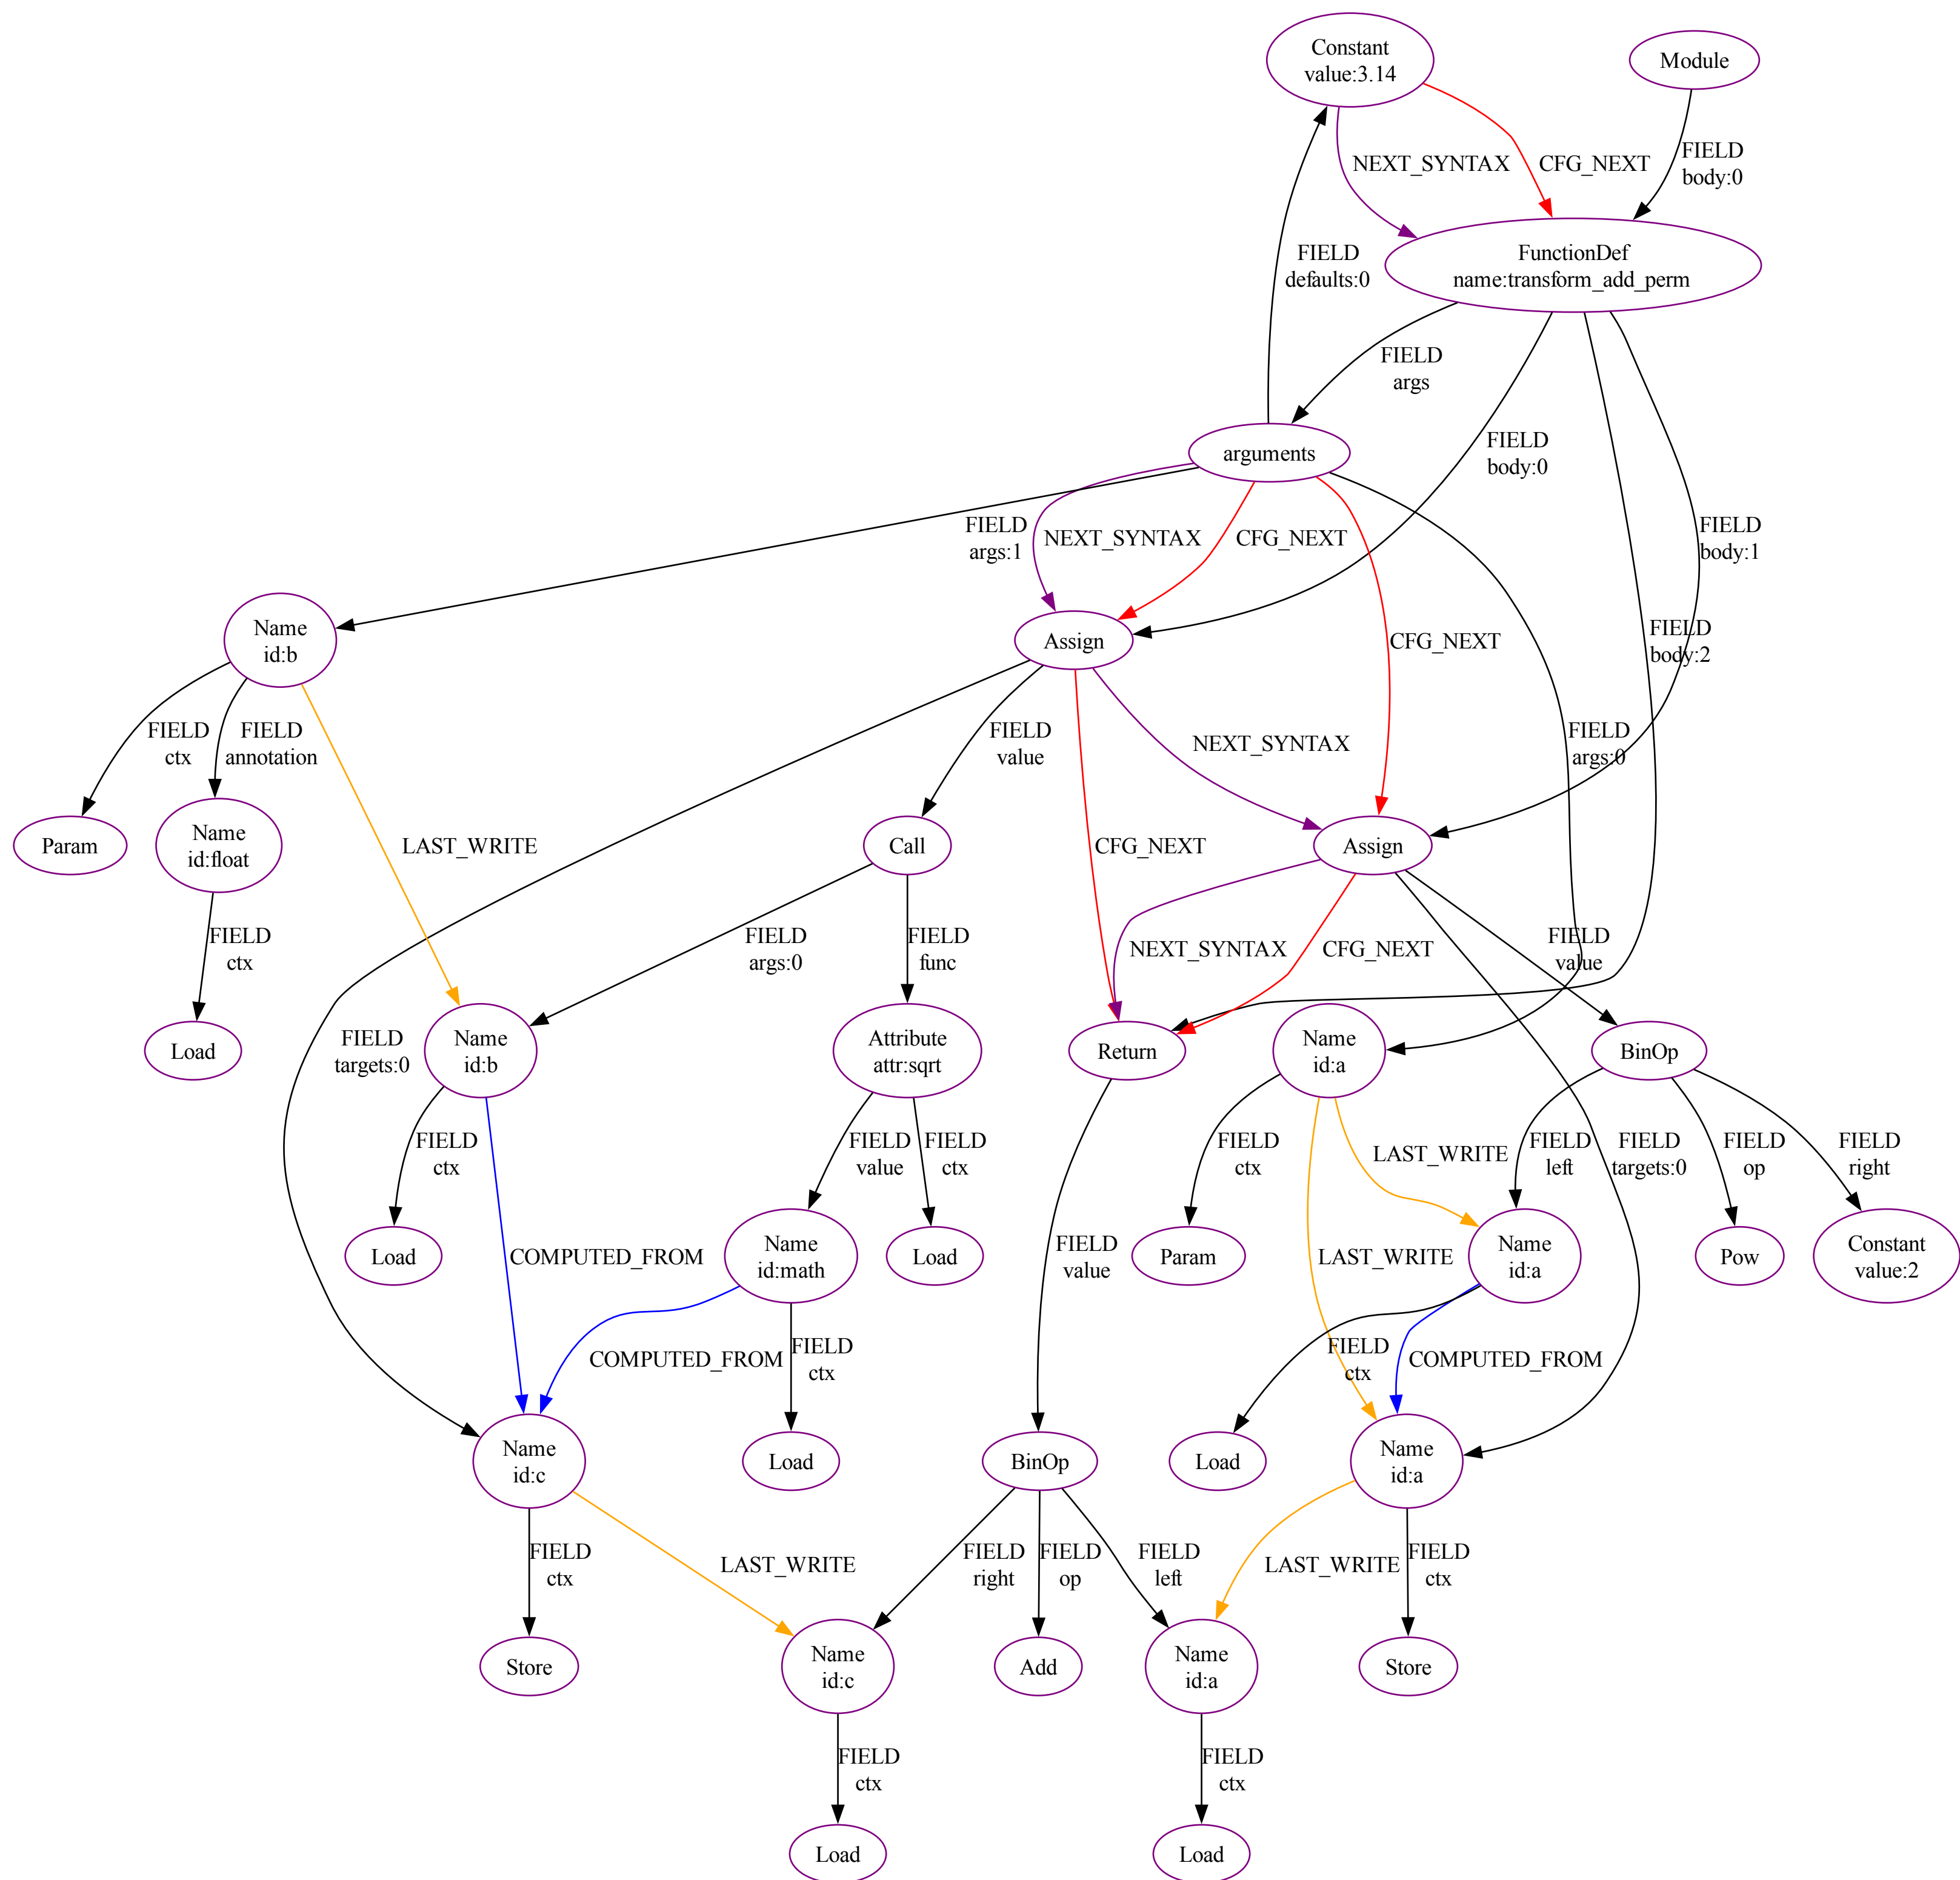 Constant
value:3.14
Module
NEXT_SYNTAX
CFG_NEXT
FIELD
body:0
FIELD
defaults:0
FunctionDef
name:transform_add_perm
FIELD
args
arguments
FIELD
body:0
FIELD
args:1
NEXT_SYNTAX
CFG_NEXT
FIELD
body:1
Name
id:b
Assign
CFG_NEXT
FIELD
body:2
FIELD
ctx
FIELD
annotation
FIELD
value
NEXT_SYNTAX
FIELD
args:0
Param
Name
id:float
LAST_WRITE
Call
CFG_NEXT
Assign
FIELD
ctx
FIELD
args:0
FIELD
func
NEXT_SYNTAX
CFG_NEXT
FIELD
value
Load
FIELD
targets:0
Name
id:b
Attribute
attr:sqrt
Return
Name
id:a
BinOp
FIELD
ctx
FIELD
value
FIELD
ctx
FIELD
ctx
LAST_WRITE
FIELD
left
FIELD
targets:0
FIELD
op
FIELD
right
Load
COMPUTED_FROM
Name
id:math
Load
FIELD
value
Param
LAST_WRITE
Name
id:a
Pow
Constant
value:2
COMPUTED_FROM
FIELD
ctx
FIELD
ctx
COMPUTED_FROM
Name
id:c
Load
BinOp
Load
Name
id:a
FIELD
ctx
LAST_WRITE
FIELD
right
FIELD
op
FIELD
left
LAST_WRITE
FIELD
ctx
Store
Name
id:c
Add
Name
id:a
Store
FIELD
ctx
FIELD
ctx
Load
Load